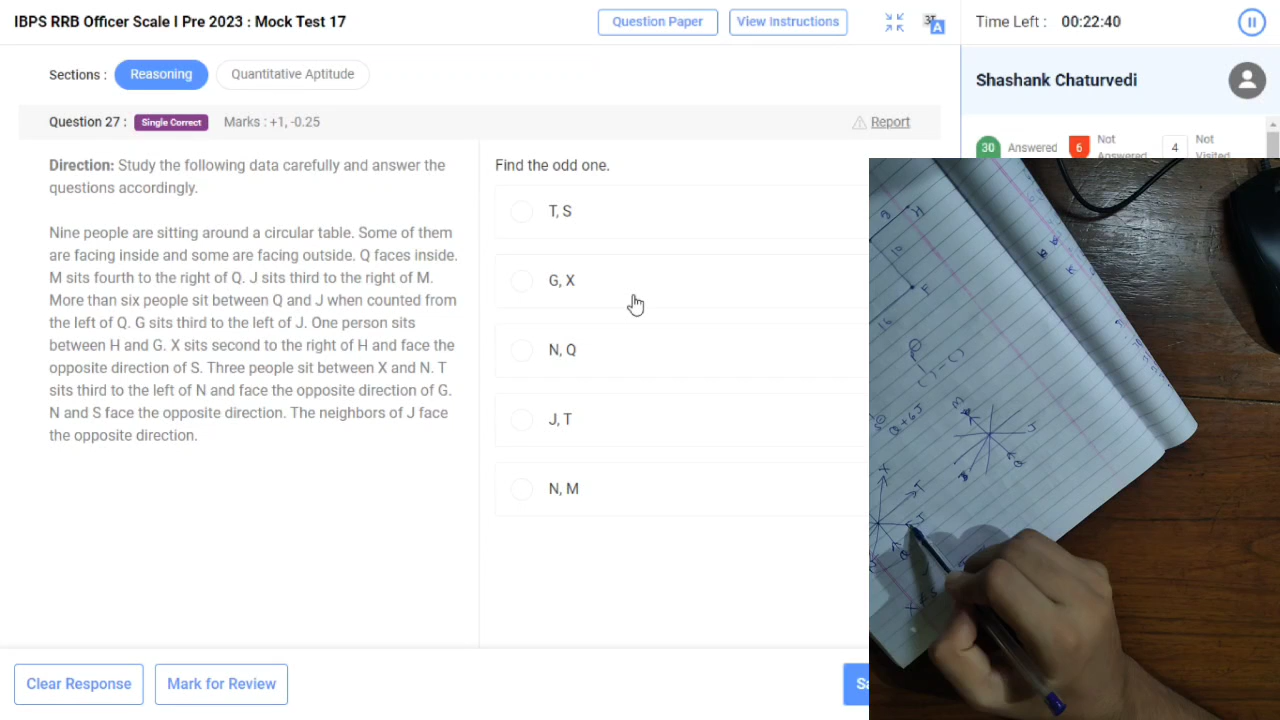 IBPS RRB Officer Scale I Pre 2023 : Mock Test 17
Question Paper
View Instructions
Time Left : 00:22:40
Sections :
Reasoning
Quantitative Aptitude
Shashank Chaturvedi
Question 27 :
Single Correct
Marks : +1, -0.25
Report
30 Answered
6 Not Answered
4 Not Visited
Direction: Study the following data carefully and answer the
questions accordingly.
Nine people are sitting around a circular table. Some of them
are facing inside and some are facing outside. Q faces inside.
M sits fourth to the right of Q. J sits third to the right of M.
More than six people sit between Q and J when counted from
the left of Q. G sits third to the left of J. One person sits
between H and G. X sits second to the right of H and face the
opposite direction of S. Three people sit between X and N. T
sits third to the left of N and face the opposite direction of G.
N and S face the opposite direction. The neighbors of J face
the opposite direction.
Find the odd one.
T, S
G, X
N, Q
J, T
N, M
Clear Response
Mark for Review
10
F
16
M
J
Q
X
T
J